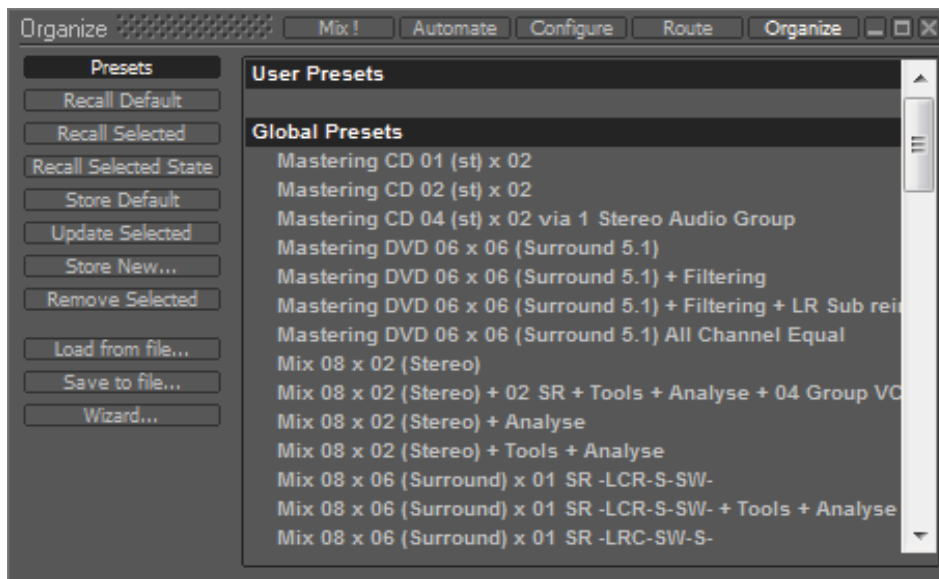 Organize Mix ! Automate Configure Route Organize
Presets
Recall Default
Recall Selected
Recall Selected State
Store Default
Update Selected
Store New...
Remove Selected
Load from file...
Save to file...
Wizard...
User Presets
Global Presets
Mastering CD 01 (st) x 02
Mastering CD 02 (st) x 02
Mastering CD 04 (st) x 02 via 1 Stereo Audio Group
Mastering DVD 06 x 06 (Surround 5.1)
Mastering DVD 06 x 06 (Surround 5.1) + Filtering
Mastering DVD 06 x 06 (Surround 5.1) + Filtering + LR Sub rei
Mastering DVD 06 x 06 (Surround 5.1) All Channel Equal
Mix 08 x 02 (Stereo)
Mix 08 x 02 (Stereo) + 02 SR + Tools + Analyse + 04 Group VC
Mix 08 x 02 (Stereo) + Analyse
Mix 08 x 02 (Stereo) + Tools + Analyse
Mix 08 x 06 (Surround) x 01 SR -LCR-S-SW-
Mix 08 x 06 (Surround) x 01 SR -LCR-S-SW- + Tools + Analyse
Mix 08 x 06 (Surround) x 01 SR -LRC-SW-S-